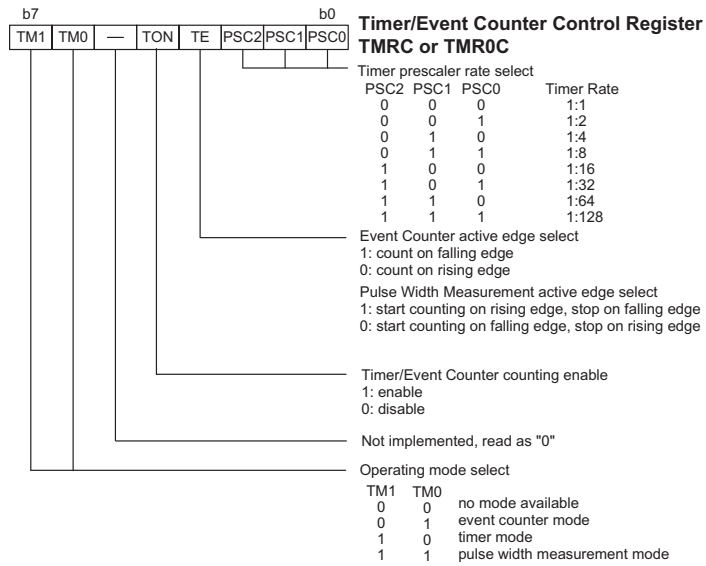 b7 b0
TM1 TM0 — TON TE PSC2 PSC1 PSC0
Timer/Event Counter Control Register
TMRC or TMR0C
Timer prescaler rate select
PSC2 PSC1 PSC0 Timer Rate
0 0 0 1:1
0 0 1 1:2
0 1 0 1:4
0 1 1 1:8
1 0 0 1:16
1 0 1 1:32
1 1 0 1:64
1 1 1 1:128
Event Counter active edge select
1: count on falling edge
0: count on rising edge
Pulse Width Measurement active edge select
1: start counting on rising edge, stop on falling edge
0: start counting on falling edge, stop on rising edge
Timer/Event Counter counting enable
1: enable
0: disable
Not implemented, read as "0"
Operating mode select
TM1 TM0
0 0 no mode available
0 1 event counter mode
1 0 timer mode
1 1 pulse width measurement mode